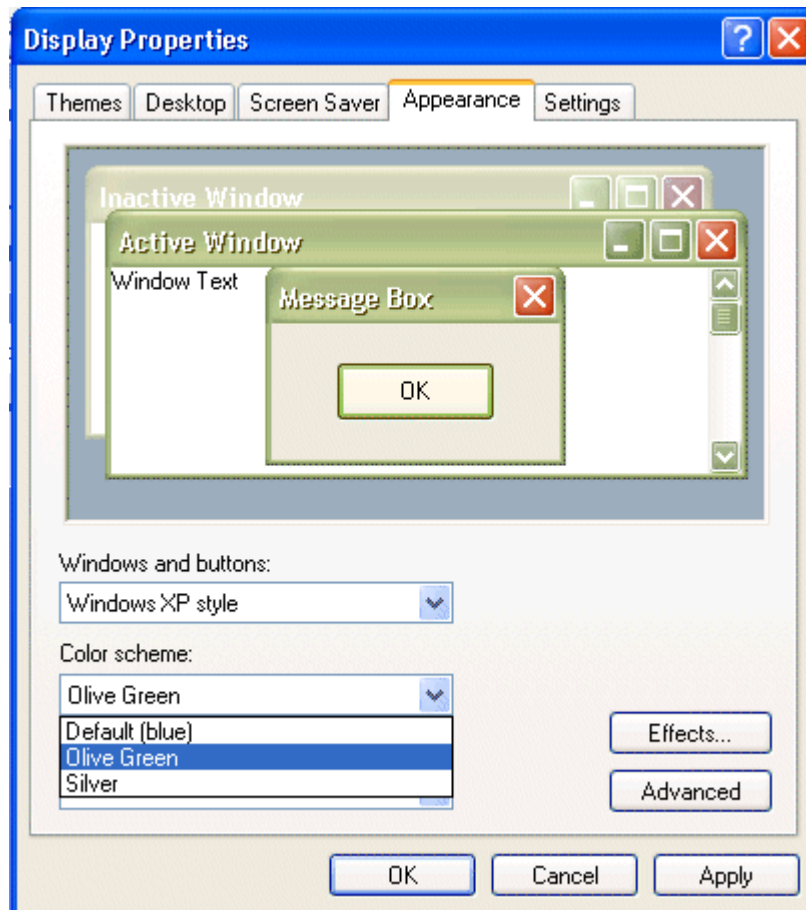 Display Properties
Themes Desktop Screen Saver Appearance Settings
Inactive Window
Active Window
Window Text
Message Box
OK
Windows and buttons:
Windows XP style
Color scheme:
Olive Green
Default (blue)
Olive Green
Silver
Effects...
Advanced
OK Cancel Apply